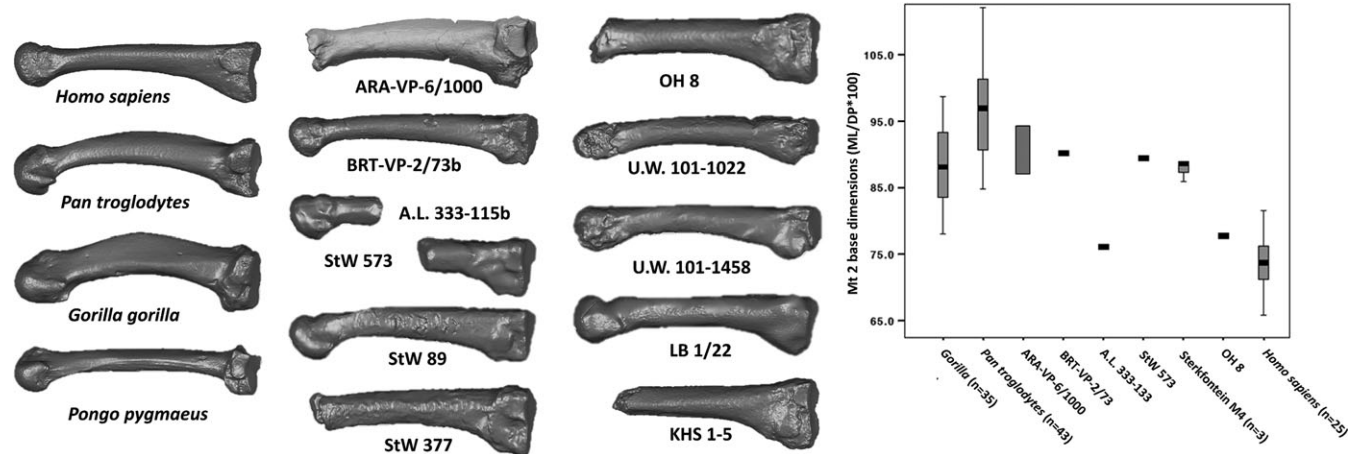 Homo sapiens
Pan troglodytes
Gorilla gorilla
Pongo pygmaeus
ARA-VP-6/1000
BRT-VP-2/73b
A.L. 333-115b
StW 573
StW 89
StW 377
OH 8
U.W. 101-1022
U.W. 101-1458
LB 1/22
KHS 1-5
Mt 2 base dimensions (ML/DP*100)
105.0
95.0
85.0
75.0
65.0
Gorilla (n=35)
Pan troglodytes (n=43)
ARA-VP-6/1000
BRT-VP-2/73
A.L. 333-133
StW 573
Sterkfontein M4 (n=3)
OH 8
Homo sapiens (n=25)